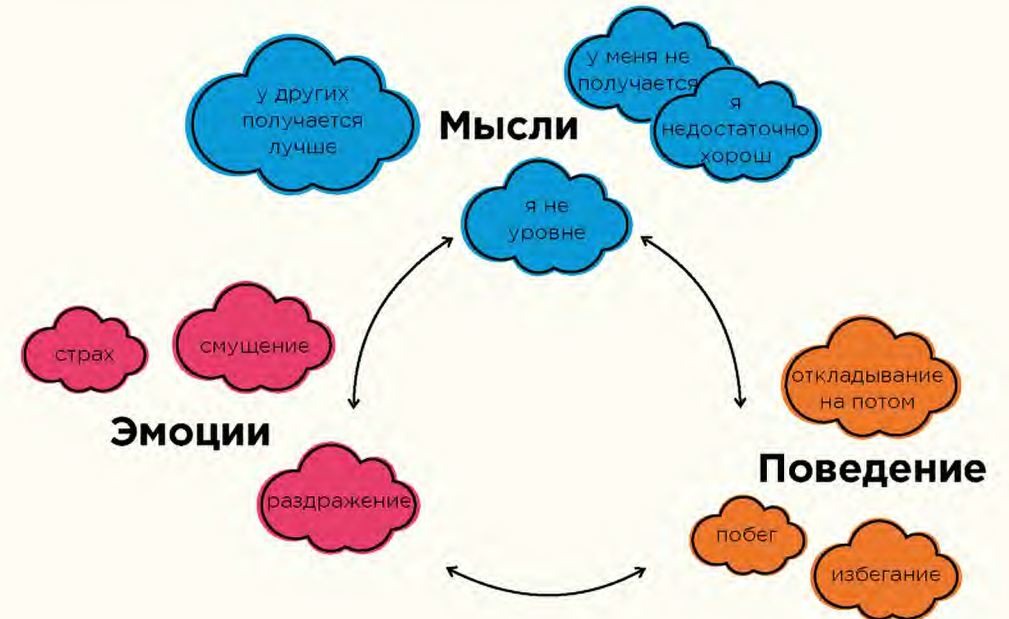 у других
получается
лучше
Мысли
у меня не
получается
я
недостаточно
хорош
я не
уровне
страх
смущение
Эмоции
раздражение
откладывание
на потом
Поведение
побег
избегание